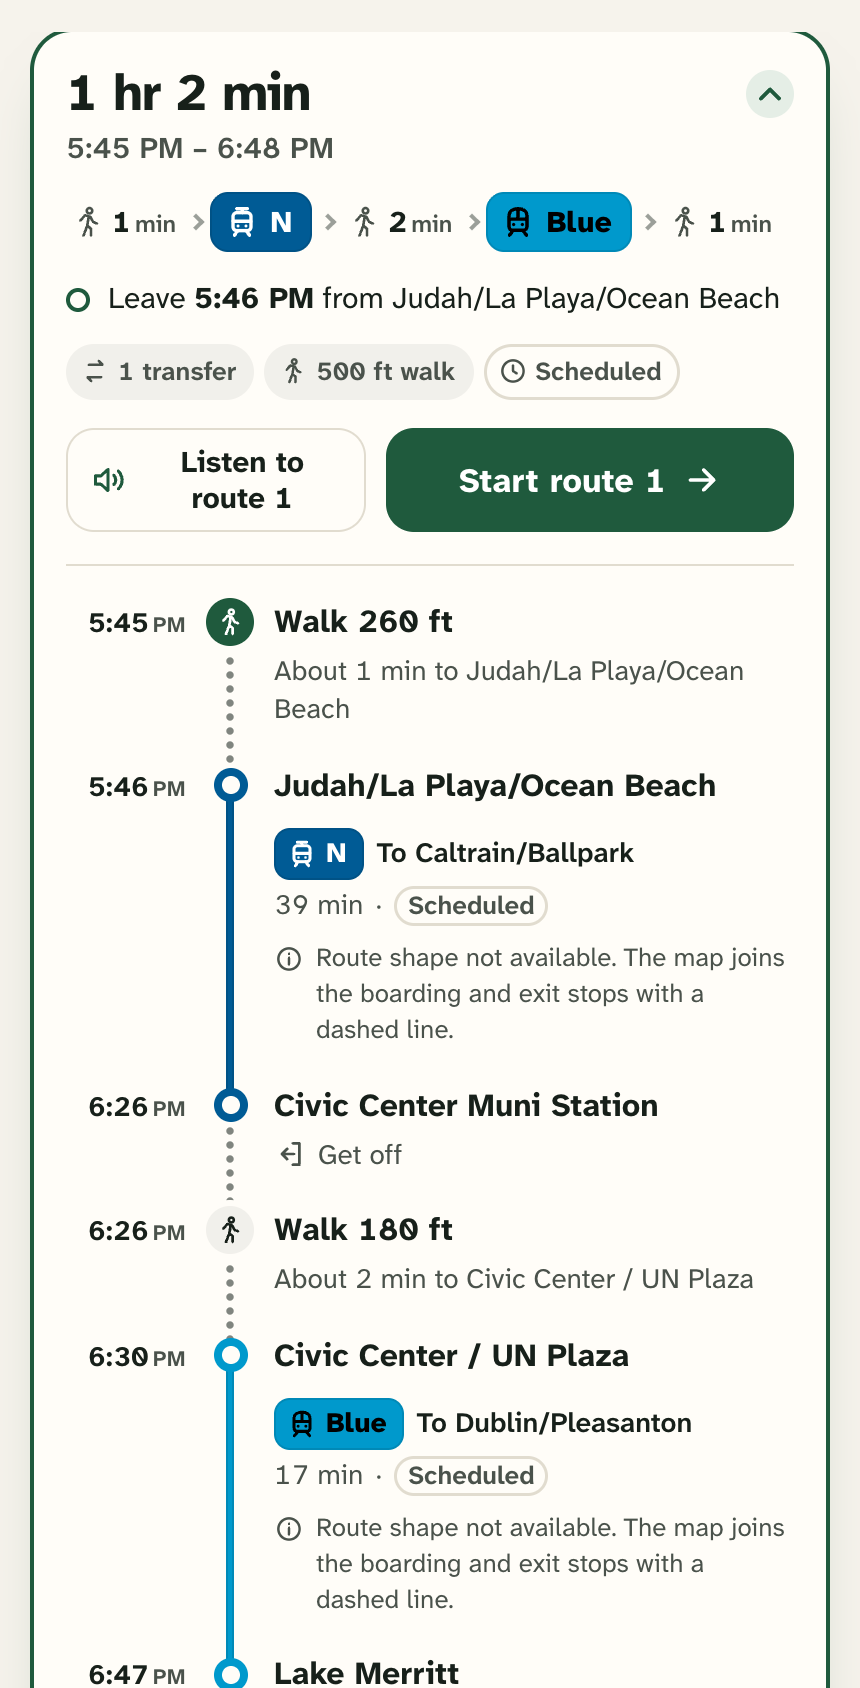 1 hr 2 min
5:45 PM – 6:48 PM
1 min > N > 2 min > Blue > 1 min
Leave 5:46 PM from Judah/La Playa/Ocean Beach
1 transfer 500 ft walk Scheduled
Listen to
route 1
Start route 1 →
5:45 PM Walk 260 ft
About 1 min to Judah/La Playa/Ocean
Beach
5:46 PM Judah/La Playa/Ocean Beach
N To Caltrain/Ballpark
39 min · Scheduled
Route shape not available. The map joins
the boarding and exit stops with a
dashed line.
6:26 PM Civic Center Muni Station
Get off
6:26 PM Walk 180 ft
About 2 min to Civic Center / UN Plaza
6:30 PM Civic Center / UN Plaza
Blue To Dublin/Pleasanton
17 min · Scheduled
Route shape not available. The map joins
the boarding and exit stops with a
dashed line.
6:47 PM Lake Merritt